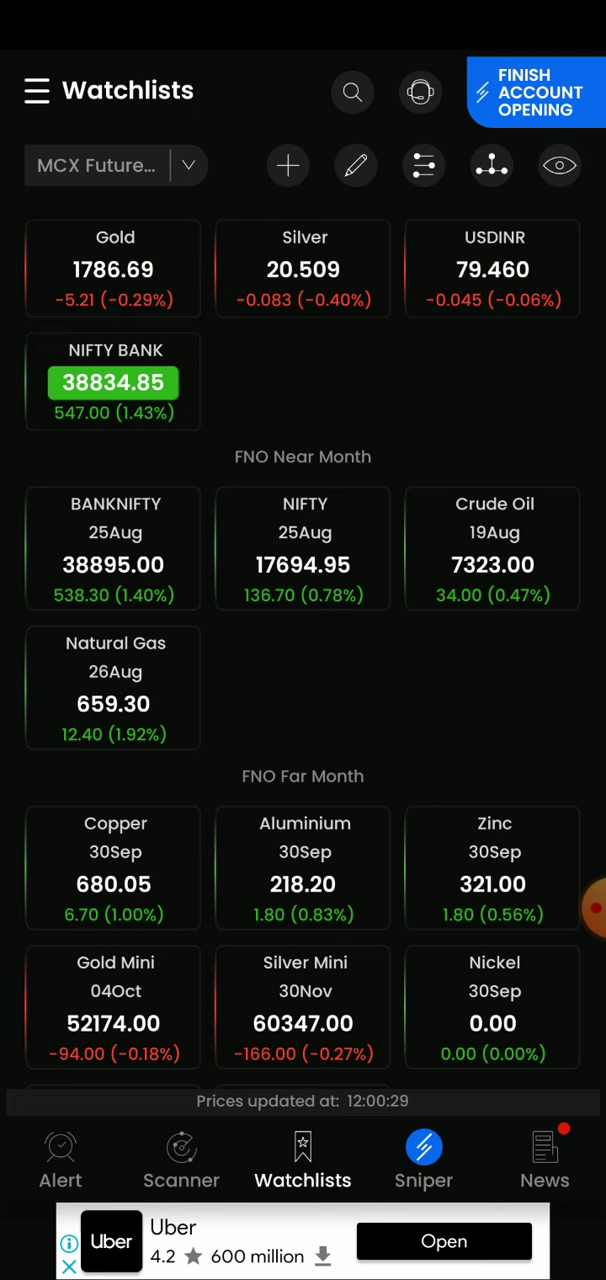 Watchlists
FINISH
ACCOUNT
OPENING
MCX Future...
Gold
1786.69
-5.21 (-0.29%)
Silver
20.509
-0.083 (-0.40%)
USDINR
79.460
-0.045 (-0.06%)
NIFTY BANK
38834.85
547.00 (1.43%)
FNO Near Month
BANKNIFTY
25Aug
38895.00
538.30 (1.40%)
NIFTY
25Aug
17694.95
136.70 (0.78%)
Crude Oil
19Aug
7323.00
34.00 (0.47%)
Natural Gas
26Aug
659.30
12.40 (1.92%)
FNO Far Month
Copper
30Sep
680.05
6.70 (1.00%)
Aluminium
30Sep
218.20
1.80 (0.83%)
Zinc
30Sep
321.00
1.80 (0.56%)
Gold Mini
04Oct
52174.00
-94.00 (-0.18%)
Silver Mini
30Nov
60347.00
-166.00 (-0.27%)
Nickel
30Sep
0.00
0.00 (0.00%)
Prices updated at: 12:00:29
Alert
Scanner
Watchlists
Sniper
News
Uber
Uber
4.2 ★ 600 million
Open